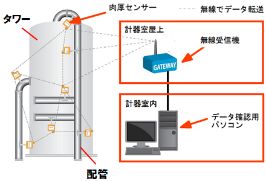 肉厚センサー
無線でデータ転送
タワー
計器室屋上
無線受信機
GATEWAY
計器室内
データ確認用
パソコン
配管